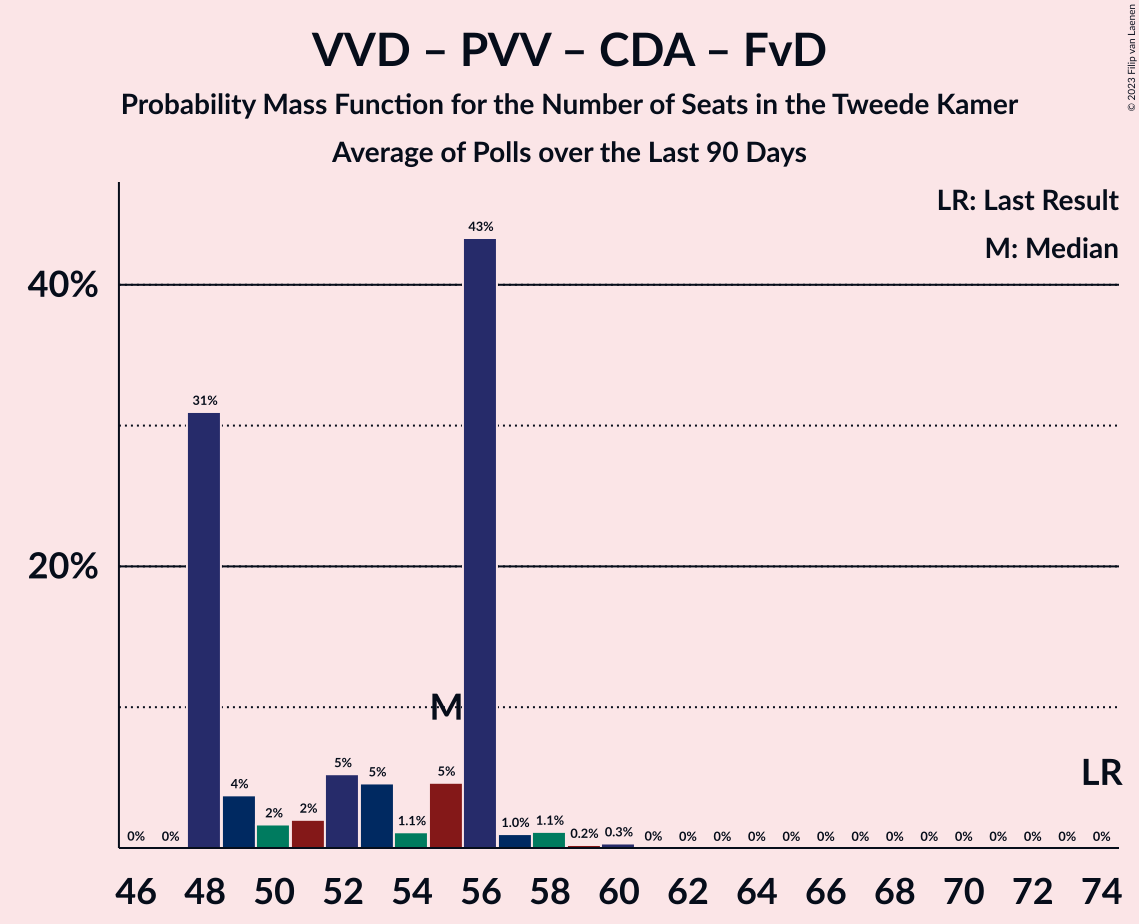 VVD – PVV – CDA – FvD
Probability Mass Function for the Number of Seats in the Tweede Kamer
Average of Polls over the Last 90 Days
© 2023 Filip van Laenen
LR: Last Result
M: Median
43%
40%
31%
20%
M
LR
0% 0% 4% 2% 2% 5% 5% 1.1% 5% 1.0% 1.1% 0.2% 0.3% 0% 0% 0% 0% 0% 0% 0% 0% 0% 0% 0% 0% 0% 0%
46 48 50 52 54 56 58 60 62 64 66 68 70 72 74